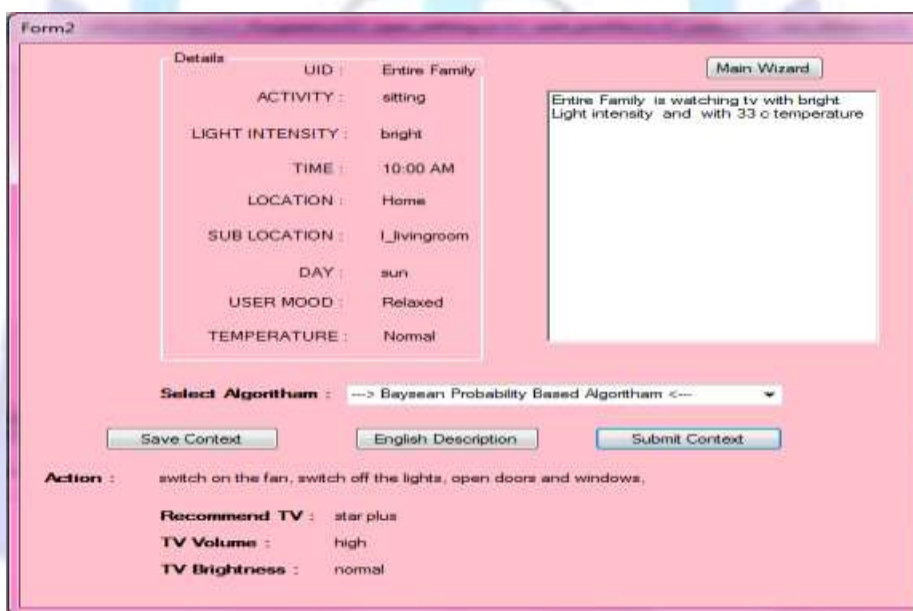 Form2
Details
UID : Entire Family
ACTIVITY : sitting
LIGHT INTENSITY : bright
TIME : 10:00 AM
LOCATION : Home
SUB LOCATION : l_livingroom
DAY : sun
USER MOOD : Relaxed
TEMPERATURE : Normal
Main Wizard
Entire Family is watching tv with bright
Light intensity and with 33 c temperature
Select Algoritham : ---> Baysean Probability Based Algoritham <---
Save Context
English Description
Submit Context
Action : switch on the fan, switch off the lights, open doors and windows,
Recommend TV : star plus
TV Volume : high
TV Brightness : normal